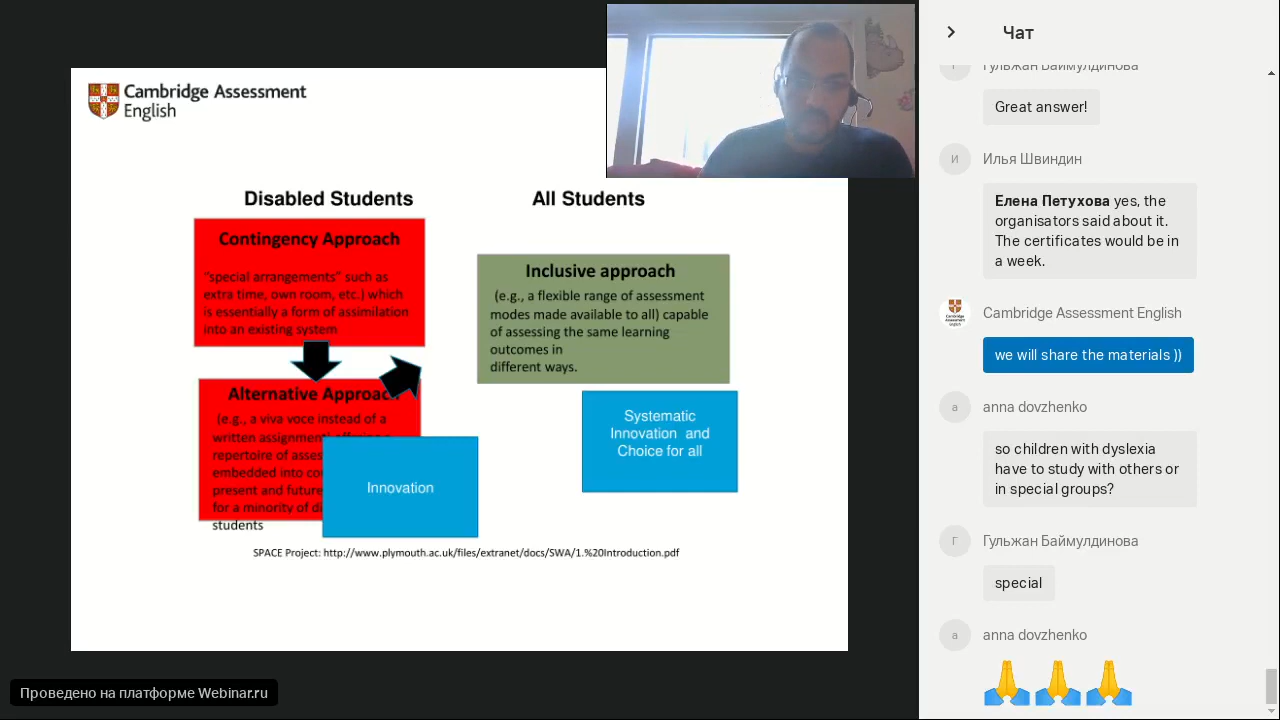 Cambridge Assessment
English
Disabled Students
Contingency Approach
“special arrangements” such as
extra time, own room, etc.) which
is essentially a form of assimilation
into an existing system
Alternative Approac
(e.g., a viva voce instead of a
written assignment)
repertoire of asses
embedded into co
present and future
for a minority of di
students
Innovation
All Students
Inclusive approach
(e.g., a flexible range of assessment
modes made available to all) capable
of assessing the same learning
outcomes in
different ways.
Systematic
Innovation and
Choice for all
SPACE Project: http://www.plymouth.ac.uk/files/extranet/docs/SWA/1.%20Introduction.pdf
Проведено на платформе Webinar.ru
Чат
Г
Гульжан Баймулдинова
Great answer!
И
Илья Швиндин
Елена Петухова yes, the
organisators said about it.
The certificates would be in
a week.
Cambridge Assessment English
we will share the materials ))
a
anna dovzhenko
so children with dyslexia
have to study with others or
in special groups?
Г
Гульжан Баймулдинова
special
a
anna dovzhenko